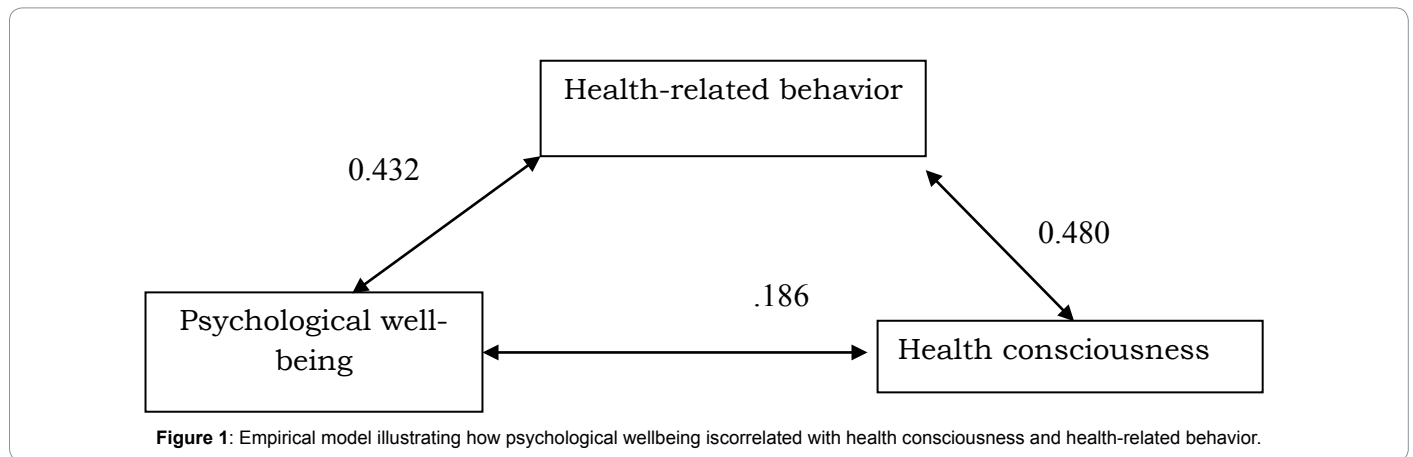 Health-related behavior
0.432
0.480
.186
Psychological well-
being
Health consciousness
Figure 1: Empirical model illustrating how psychological wellbeing iscorrelated with health consciousness and health-related behavior.